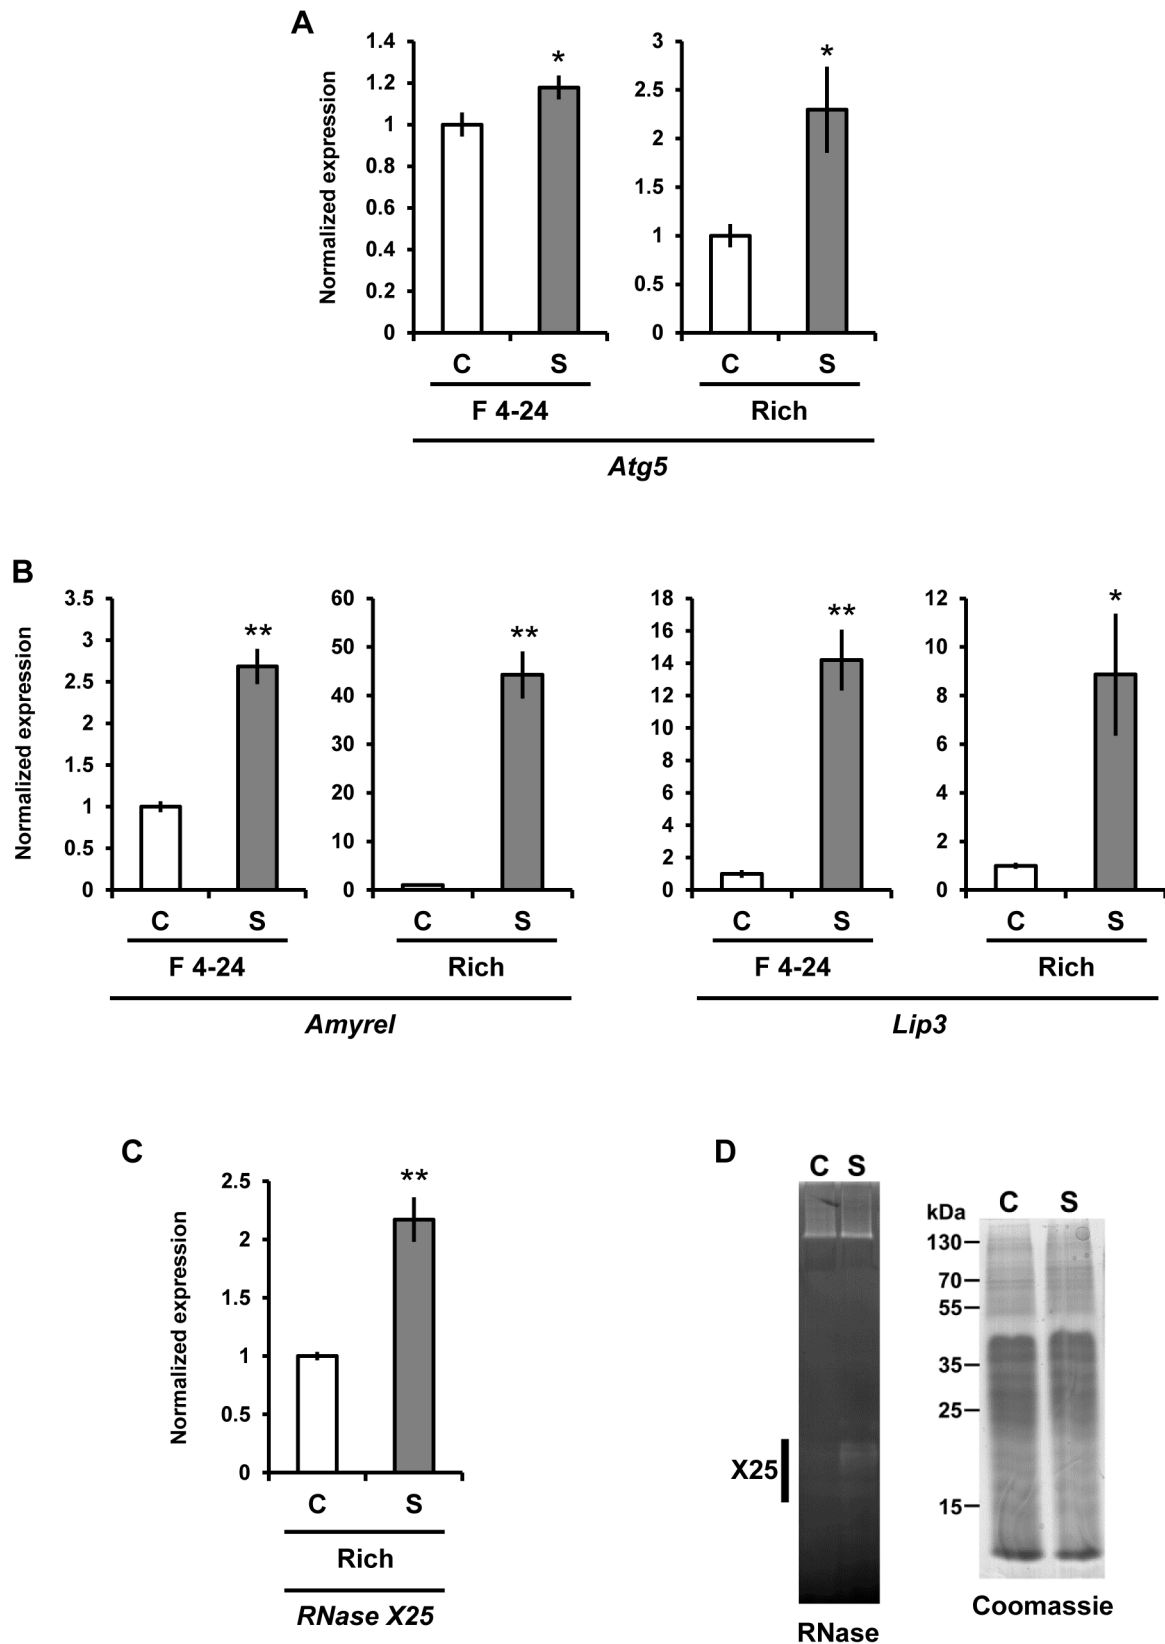 A
Normalized expression
1.4
1.2
1
0.8
0.6
0.4
0.2
0
*
C S
F 4-24
3
2.5
2
1.5
1
0.5
0
*
C S
Rich
Atg5
B
Normalized expression
3.5
3
2.5
2
1.5
1
0.5
0
**
C S
F 4-24
60
50
40
30
20
10
0
**
C S
Rich
Amyrel
18
16
14
12
10
8
6
4
2
0
**
C S
F 4-24
12
10
8
6
4
2
0
*
C S
Rich
Lip3
C
Normalized expression
2.5
2
1.5
1
0.5
0
**
C S
Rich
RNase X25
D
C S
X25
RNase
C S
kDa
130
70
55
35
25
15
Coomassie